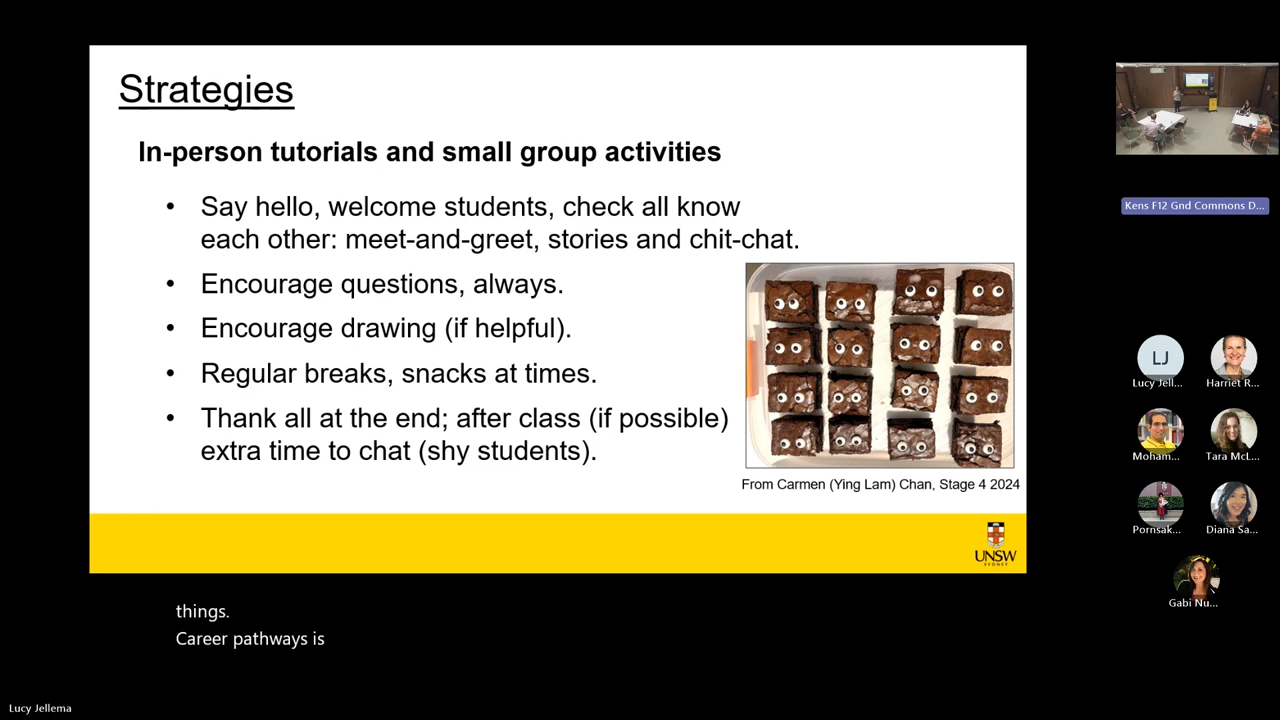 Strategies
In-person tutorials and small group activities
• Say hello, welcome students, check all know
each other: meet-and-greet, stories and chit-chat.
• Encourage questions, always.
• Encourage drawing (if helpful).
• Regular breaks, snacks at times.
• Thank all at the end; after class (if possible)
extra time to chat (shy students).
From Carmen (Ying Lam) Chan, Stage 4 2024
UNSW
SYDNEY
things.
Career pathways is
Lucy Jellema
Kens F12 Gnd Commons D...
LJ
Lucy Jell...
Harriet R...
Moham...
Tara McL...
Pornsak...
Diana Sa...
Gabi Nu...